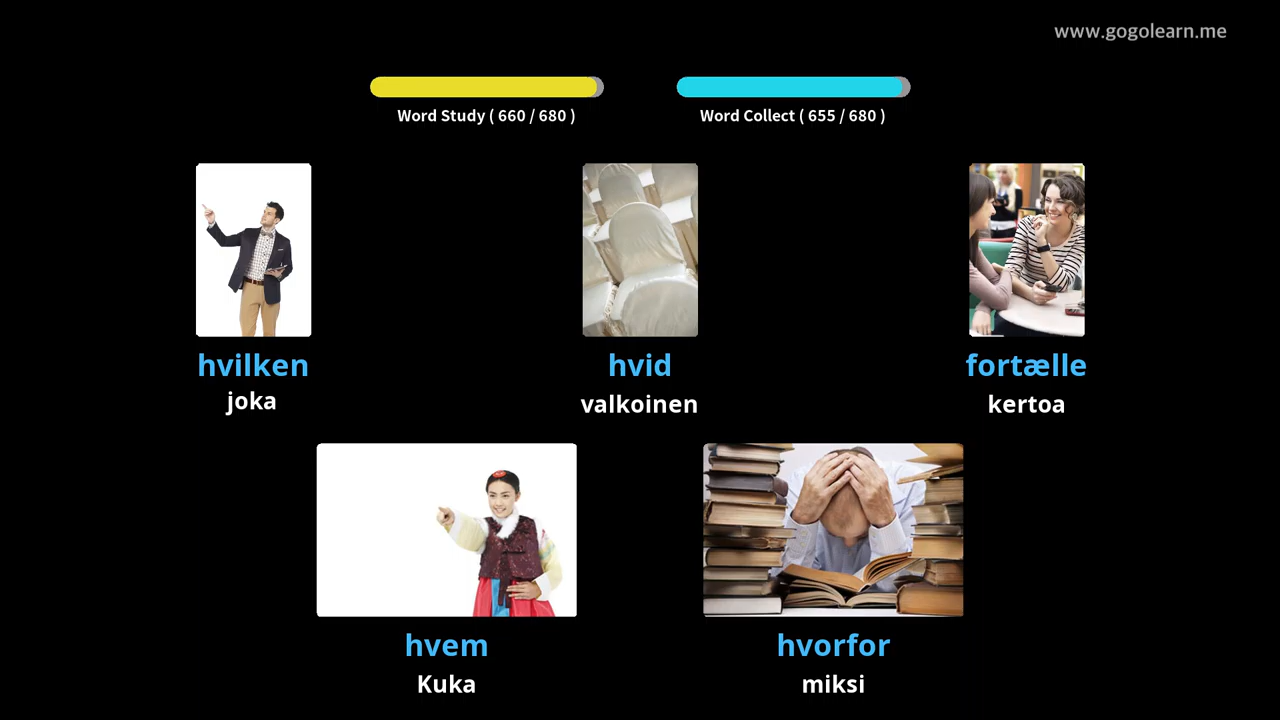 www.gogolearn.me
Word Study ( 660 / 680 )
Word Collect ( 655 / 680 )
hvilken
joka
hvid
valkoinen
fortælle
kertoa
hvem
Kuka
hvorfor
miksi